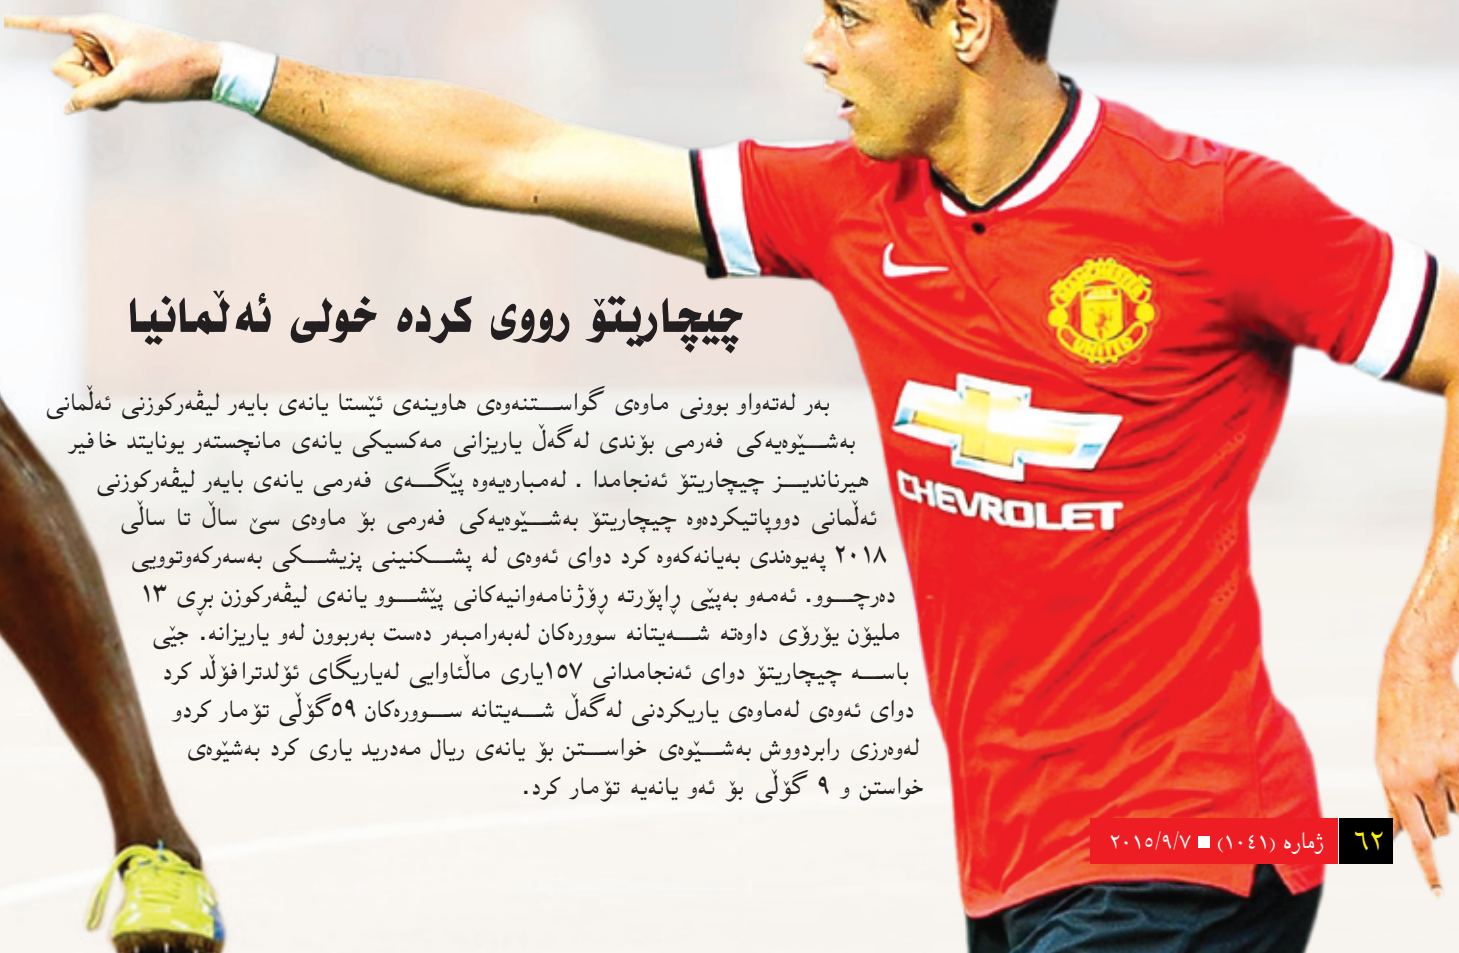 چیچاریتۆ رووی کردە خولی ئەڵمانیا
بەر لەتەواو بوونی ماوەی گواستنەوەی هاوینەی ئێستا یانەی بایەر لیڤەرکوزنی ئەڵمانی
بەشێوەیەکی فەرمی بۆندی لەگەڵ یاریزانی مەکسیکی یانەی مانچستەر یونایتد خافیر
هیرناندیز چیچاریتۆ ئەنجامدا . لەمبارەیەوە پێگەی فەرمی یانەی بایەر لیڤەرکوزنی
ئەڵمانی دووپاتیکردەوە چیچاریتۆ بەشێوەیەکی فەرمی بۆ ماوەی سێ ساڵ تا ساڵی
٢٠١٨ پەیوەندی بەیانەکەوە کرد دوای ئەوەی لە پشکنینی پزیشکی بەسەرکەوتوویی
دەرچوو. ئەمەو بەپێی ڕاپۆرتە ڕۆژنامەوانیەکانی پێشوو یانەی لیڤەرکوزن بڕی ١٣
ملیۆن یۆرۆی داوەتە شەیتانە سوورەکان لەبەرامبەر دەست بەربوون لەو یاریزانە. جێی
باسە چیچاریتۆ دوای ئەنجامدانی ١٥٧یاری ماڵئاوایی لەیاریگای ئۆلدترافۆڵد کرد
دوای ئەوەی لەماوەی یاریکردنی لەگەڵ شەیتانە سوورەکان ٥٩گۆڵی تۆمار کردو
لەوەرزی رابردووش بەشێوەی خواستن بۆ یانەی ریال مەدرید یاری کرد بەشێوەی
خواستن و ٩ گۆڵی بۆ ئەو یانەیە تۆمار کرد.
MANCHESTER
UNITED
CHEVROLET
٦٢ ژمارە (١٠٤١) ■ ٢٠١٥/٩/٧